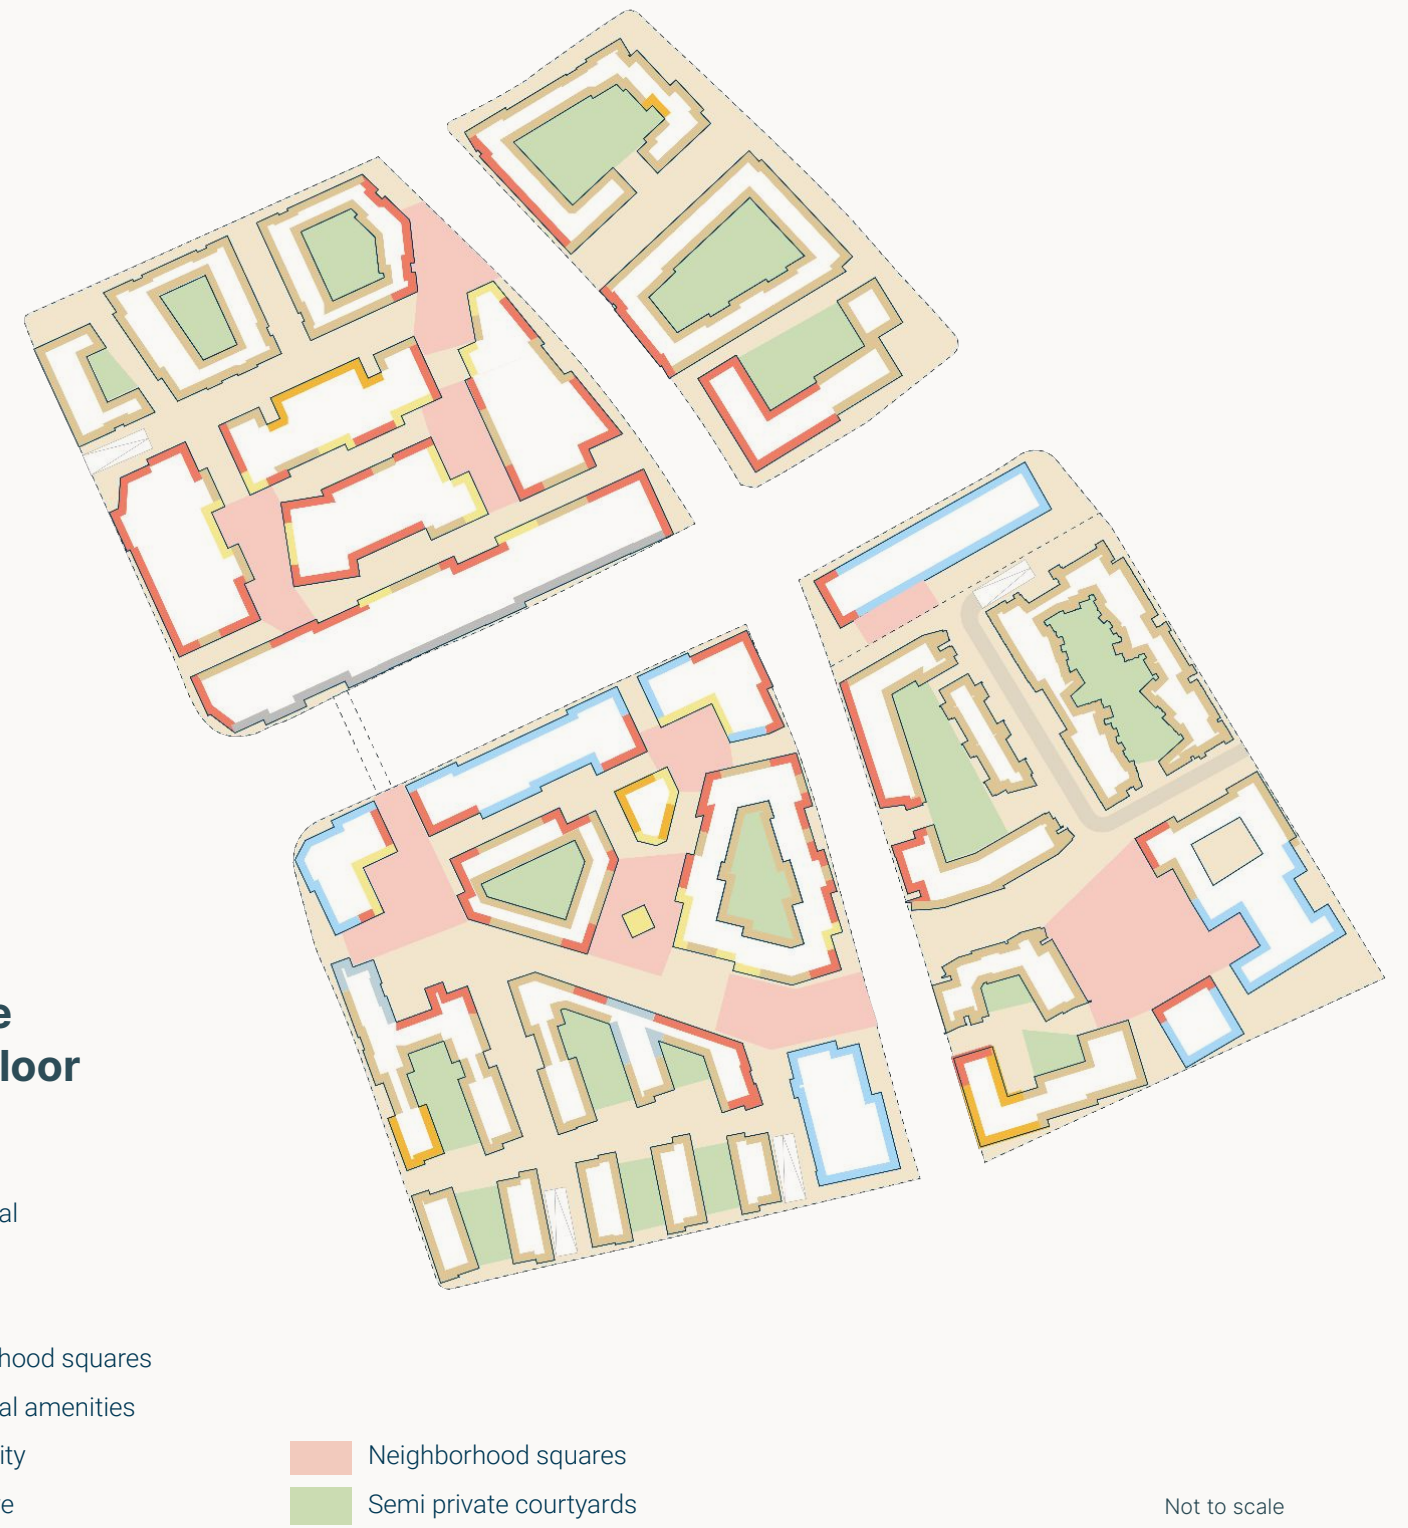 e
loor
al
hood squares
al amenities
ity
e
Neighborhood squares
Semi private courtyards
Not to scale